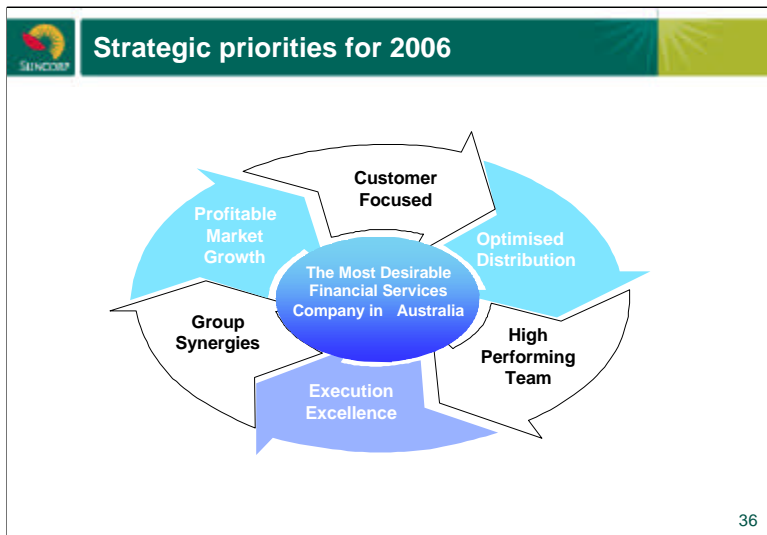 SUNCORP
Strategic priorities for 2006
Customer
Focused
Profitable
Market
Growth
Optimised
Distribution
The Most Desirable
Financial Services
Company in Australia
Group
Synergies
High
Performing
Team
Execution
Excellence
36